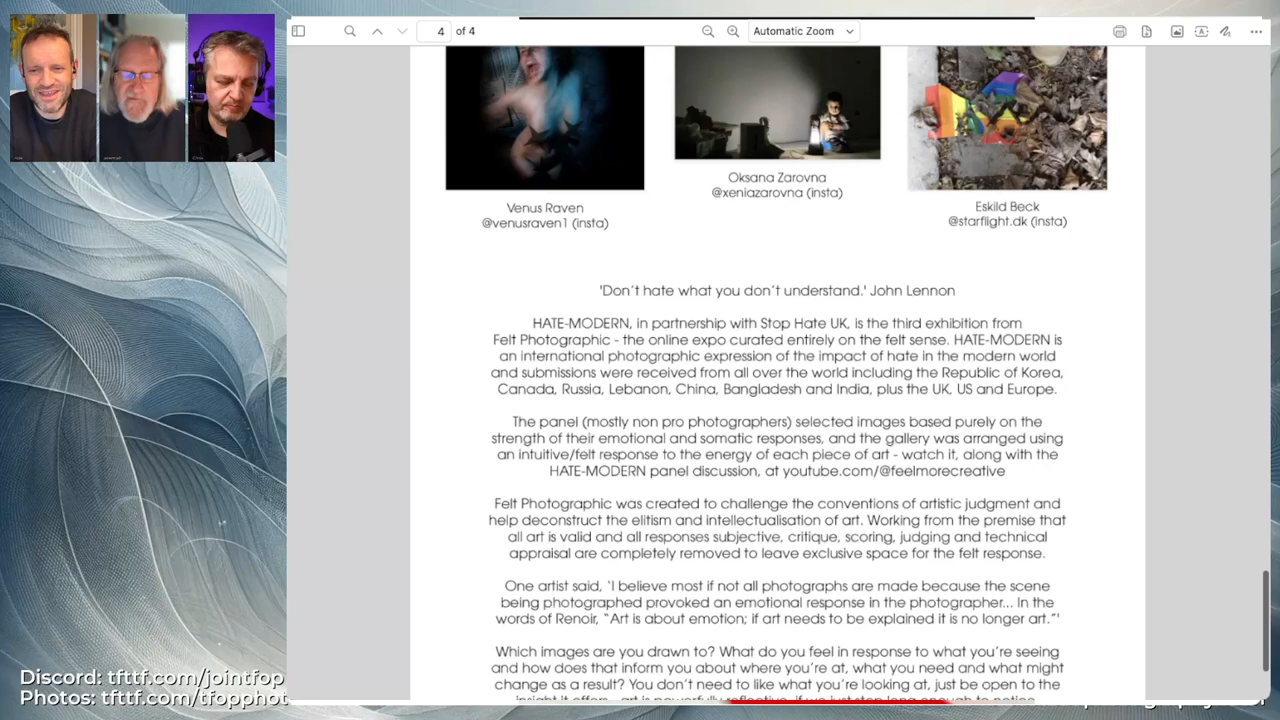 4 of 4
Automatic Zoom
Venus Raven
@venusraven1 (insta)
Oksana Zarovna
@xeniazarovna (insta)
Eskild Beck
@starflight.dk (insta)
'Don´t hate what you don´t understand.' John Lennon
HATE-MODERN, in partnership with Stop Hate UK, is the third exhibition from
Felt Photographic - the online expo curated entirely on the felt sense. HATE-MODERN is
an international photographic expression of the impact of hate in the modern world
and submissions were received from all over the world including the Republic of Korea,
Canada, Russia, Lebanon, China, Bangladesh and India, plus the UK, US and Europe.
The panel (mostly non pro photographers) selected images based purely on the
strength of their emotional and somatic responses, and the gallery was arranged using
an intuitive/felt response to the energy of each piece of art - watch it, along with the
HATE-MODERN panel discussion, at youtube.com/@feelmorecreative
Felt Photographic was created to challenge the conventions of artistic judgment and
help deconstruct the elitism and intellectualisation of art. Working from the premise that
all art is valid and all responses subjective, critique, scoring, judging and technical
appraisal are completely removed to leave exclusive space for the felt response.
One artist said, 'I believe most if not all photographs are made because the scene
being photographed provoked an emotional response in the photographer... In the
words of Renoir, "Art is about emotion; if art needs to be explained it is no longer art."'
Which images are you drawn to? What do you feel in response to what you're seeing
and how does that inform you about where you're at, what you need and what might
change as a result? You don't need to like what you're looking at, just be open to the
insight it offers - art is powerfully reflective, if we just stop long enough to notice
Discord: tfttf.com/jointfop
Photos: tfttf.com/tfopphot